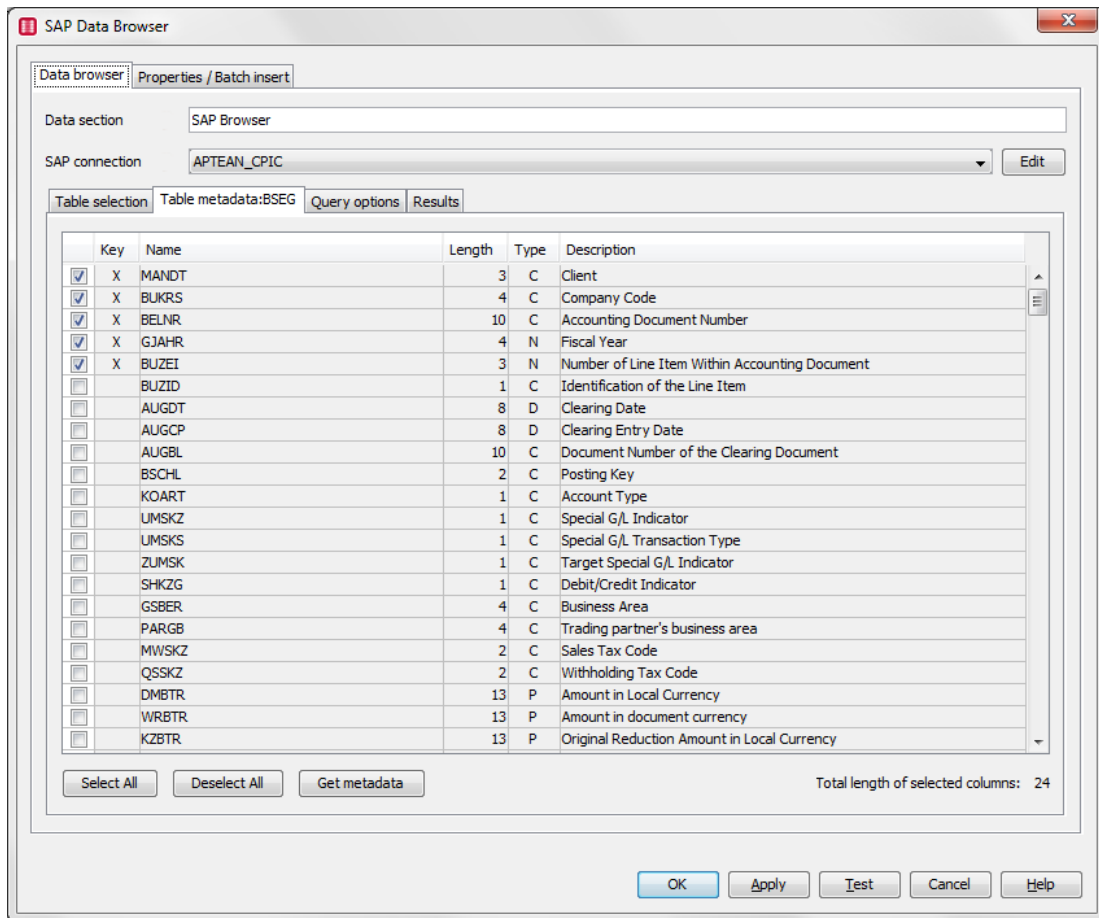 SAP Data Browser
Data browser Properties / Batch insert
Data section SAP Browser
SAP connection APTEAN_CPIC Edit
Table selection Table metadata:BSEG Query options Results
Key Name Length Type Description
X MANDT 3 C Client
X BUKRS 4 C Company Code
X BELNR 10 C Accounting Document Number
X GJAHR 4 N Fiscal Year
X BUZEI 3 N Number of Line Item Within Accounting Document
BUZID 1 C Identification of the Line Item
AUGDT 8 D Clearing Date
AUGCP 8 D Clearing Entry Date
AUGBL 10 C Document Number of the Clearing Document
BSCHL 2 C Posting Key
KOART 1 C Account Type
UMSKZ 1 C Special G/L Indicator
UMSKS 1 C Special G/L Transaction Type
ZUMSK 1 C Target Special G/L Indicator
SHKZG 1 C Debit/Credit Indicator
GSBER 4 C Business Area
PARGB 4 C Trading partner's business area
MWSKZ 2 C Sales Tax Code
QSSKZ 2 C Withholding Tax Code
DMBTR 13 P Amount in Local Currency
WRBTR 13 P Amount in document currency
KZBTR 13 P Original Reduction Amount in Local Currency
Select All Deselect All Get metadata Total length of selected columns: 24
OK Apply Test Cancel Help